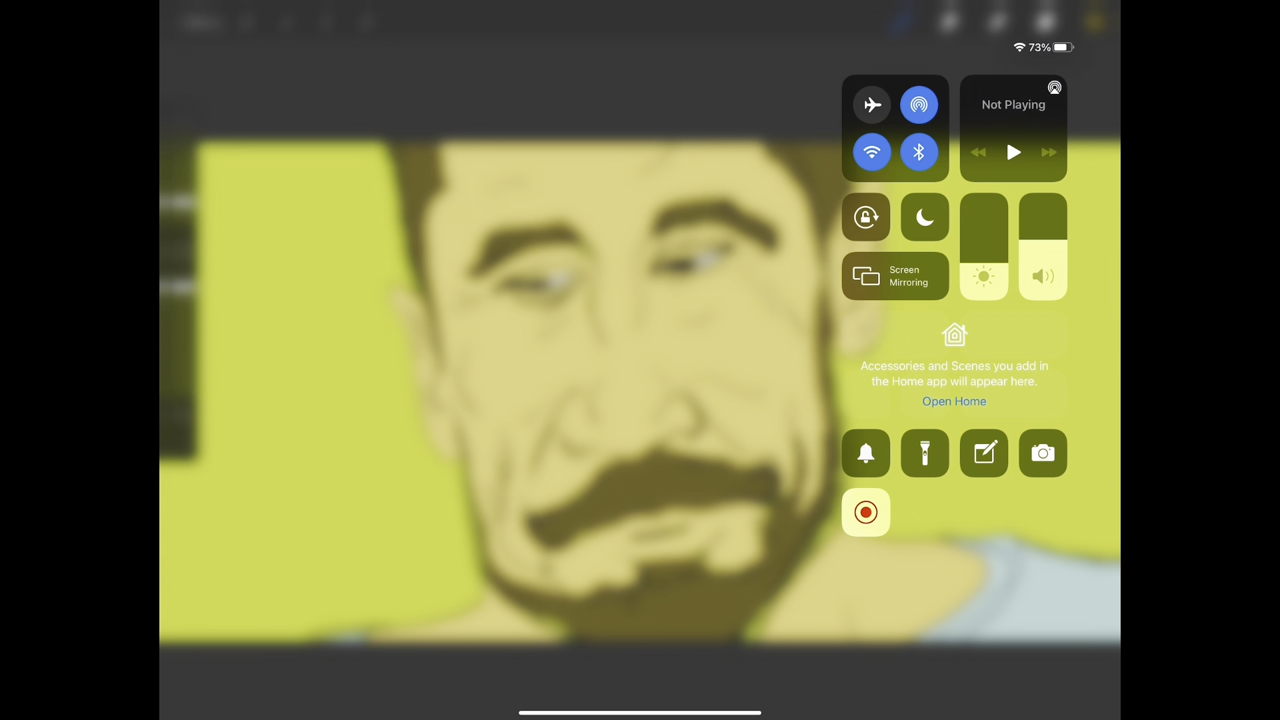 73%
Not Playing
Screen
Mirroring
Accessories and Scenes you add in
the Home app will appear here.
Open Home